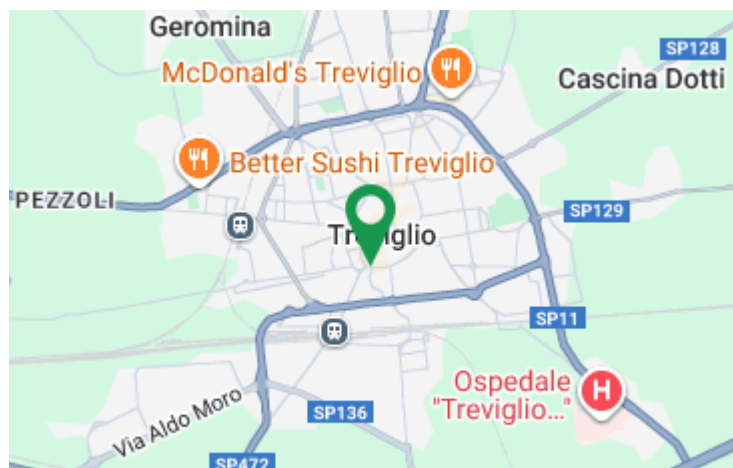 Geromina
SP128
McDonald's Treviglio
Cascina Dotti
Better Sushi Treviglio
PEZZOLI
SP129
Treviglio
SP11
Ospedale
"Treviglio..."
H
Via Aldo Moro
SP136
SP472